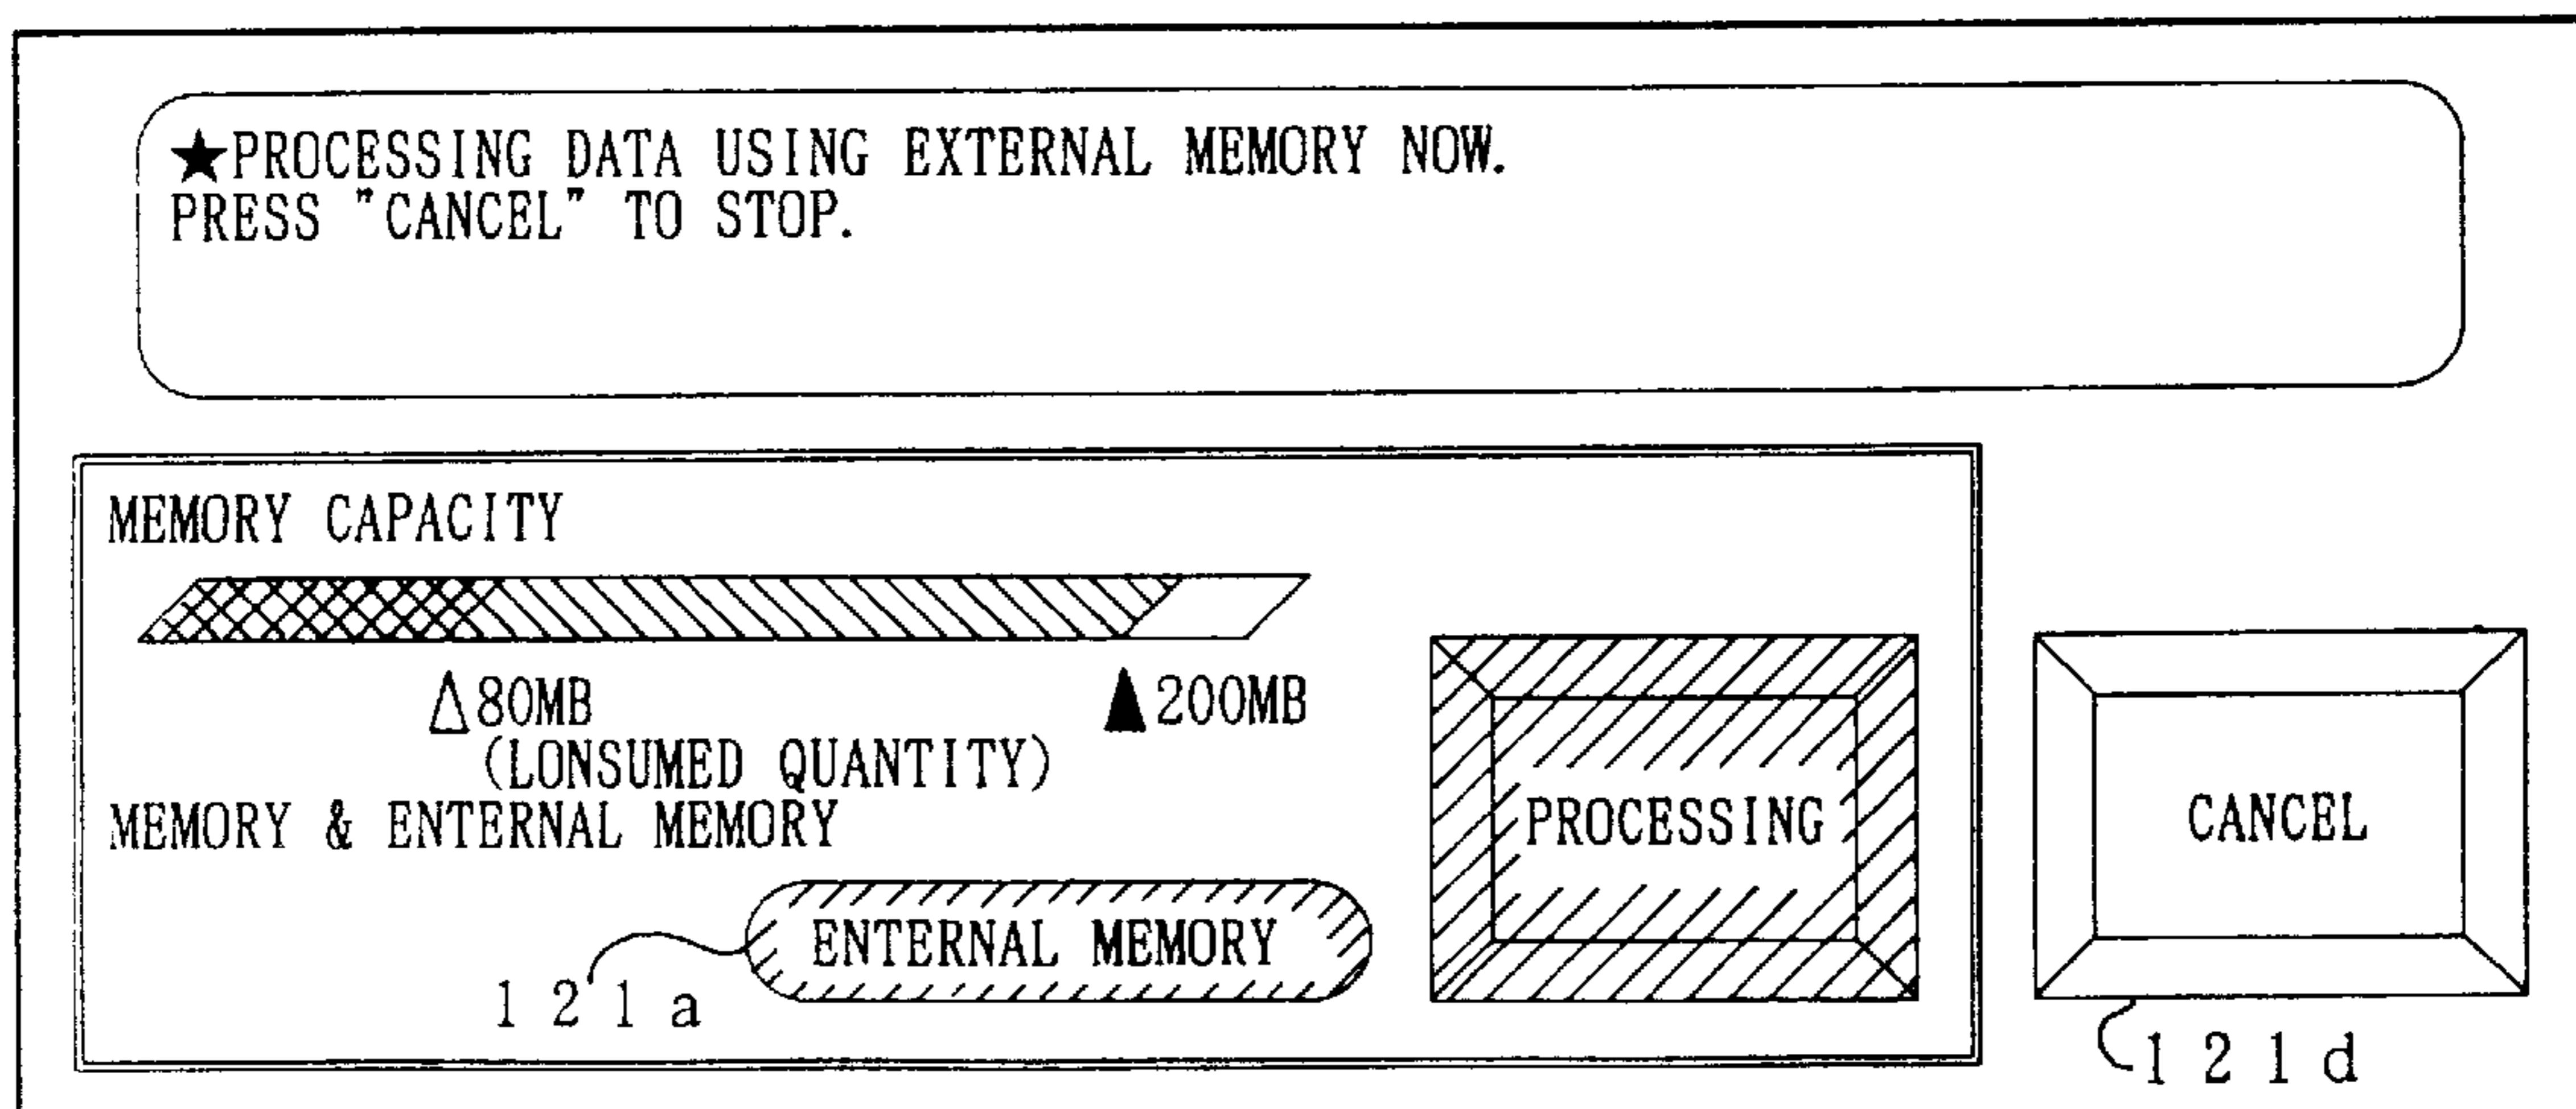 ★PROCESSING DATA USING EXTERNAL MEMORY NOW.
PRESS "CANCEL" TO STOP.
MEMORY CAPACITY
△80MB
▲200MB
(LONSUMED QUANTITY)
MEMORY & ENTERNAL MEMORY
PROCESSING
CANCEL
ENTERNAL MEMORY
121a
121d